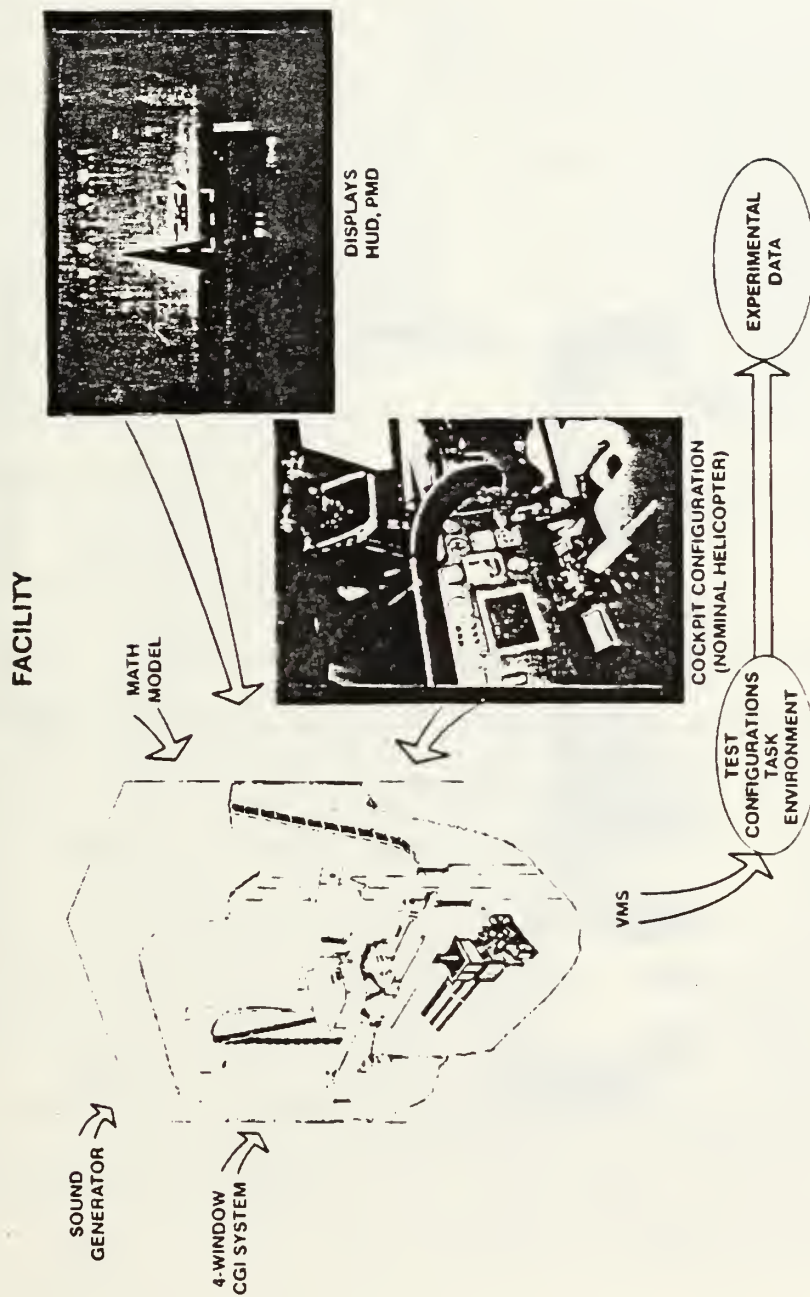 FACILITY
SOUND
GENERATOR
4-WINDOW
CGI SYSTEM
MATH
MODEL
DISPLAYS
HUD, PMD
COCKPIT CONFIGURATION
(NOMINAL HELICOPTER)
VMS
TEST
CONFIGURATIONS
TASK
ENVIRONMENT
EXPERIMENTAL
DATA